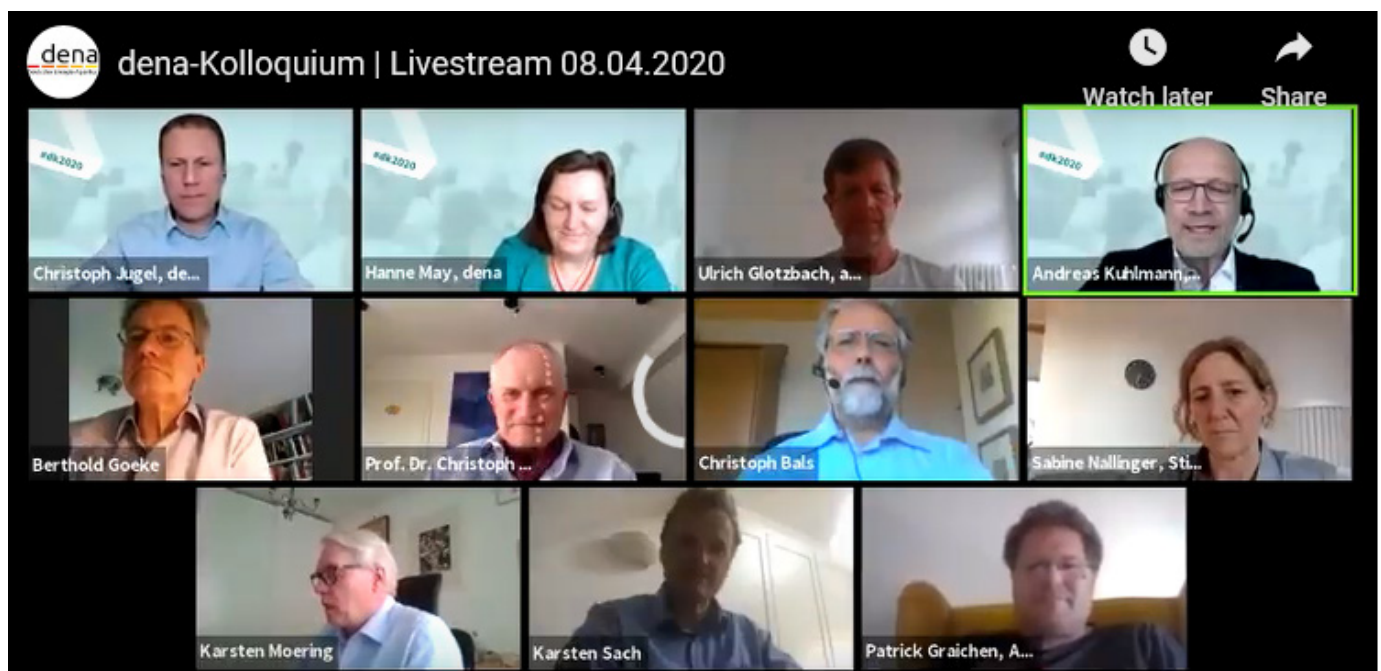 dena
dena-Kolloquium | Livestream 08.04.2020
Watch later
Share
#dk2020
#dk2020
#dk2020
Christoph Jugel, de...
Hanne May, dena
Ulrich Glotzbach, a...
Andreas Kuhlmann,...
Berthold Goeke
Prof. Dr. Christoph ...
Christoph Bals
Sabine Nallinger, Sti...
Karsten Moering
Karsten Sach
Patrick Graichen, A...